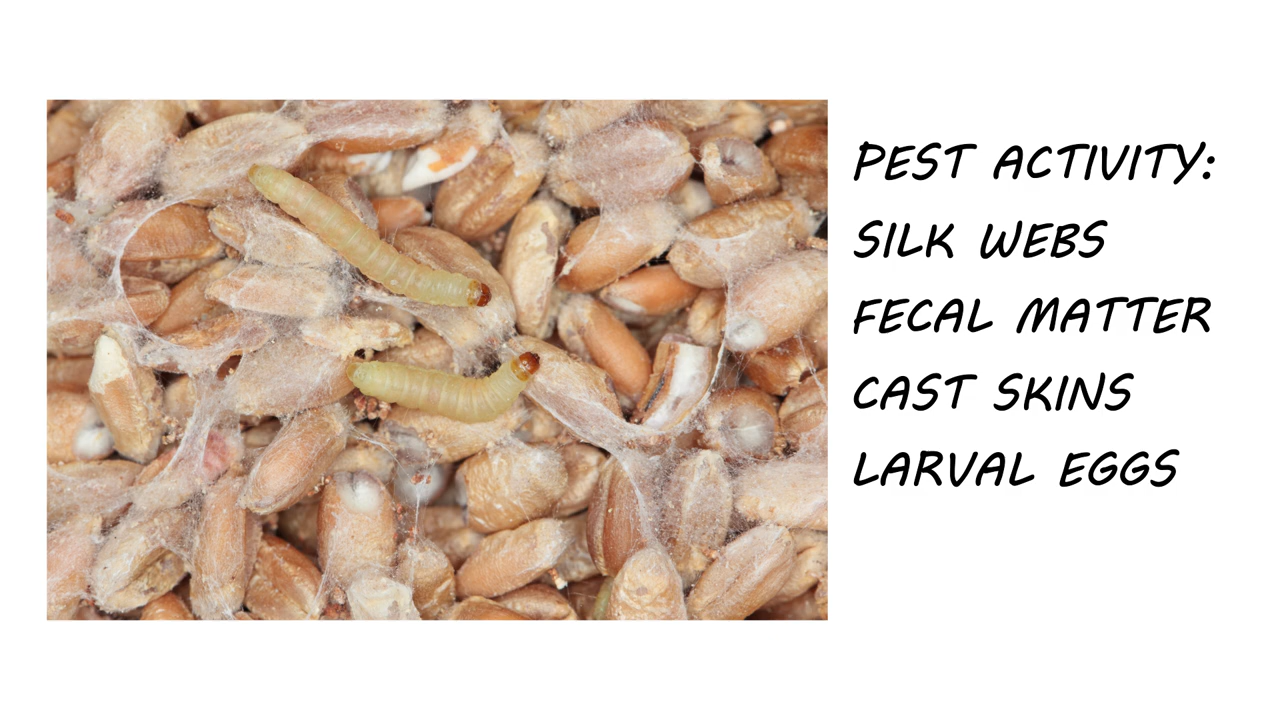 PEST ACTIVITY:
SILK WEBS
FECAL MATTER
CAST SKINS
LARVAL EGGS